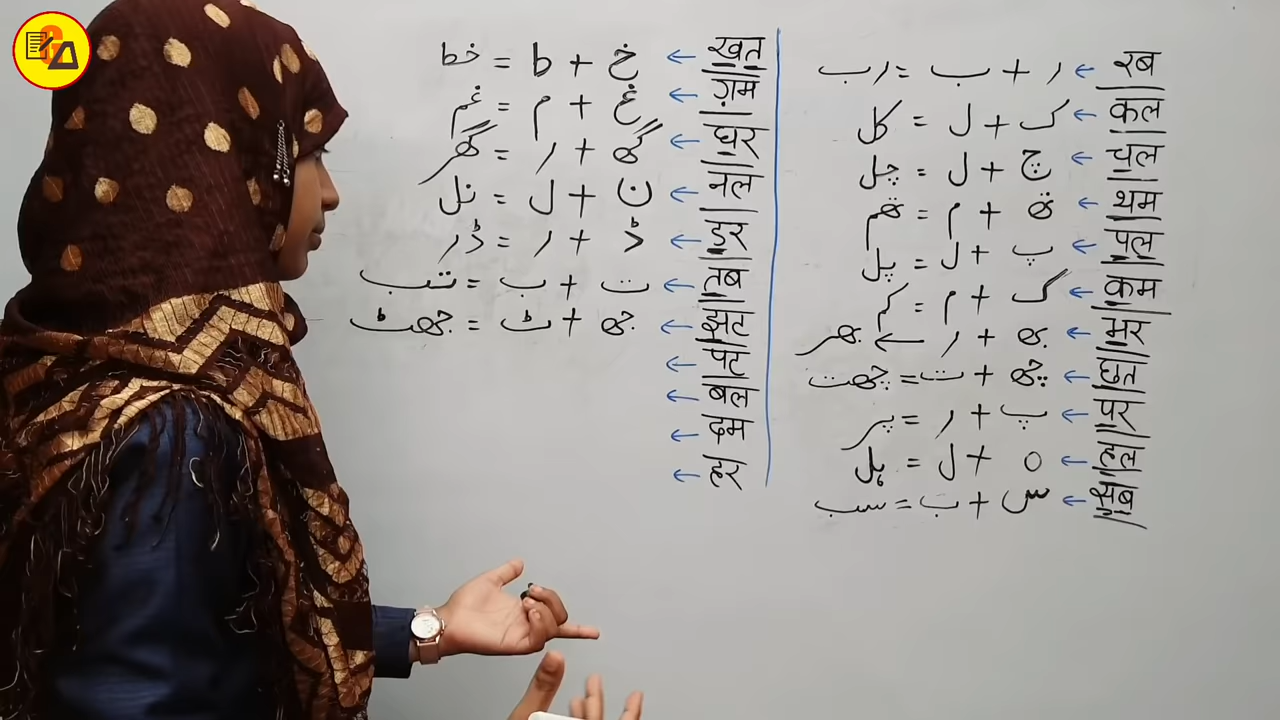 रब ← ر + ب = رب
कल ← ک + ل = کل
चल ← چ + ل = چل
थम ← تھ + م = تھم
पल ← پ + ل = پل
कम ← ک + م = کم
मर ← بھ + ر ← بھر
छत ← چھ + ت = چھت
पर ← پ + ر = پر
हल ← ہ + ل = ہل
सब ← س + ب = سب
खत ← خ + ط = خط
ग़म ← غ + م = غم
घर ← گھ + ر = گھر
नल ← ن + ل = نل
डर ← ڈ + ر = ڈر
तब ← ت + ب = تب
झट ← جھ + ٹ = جھٹ
पट ←
बल ←
दम ←
हर ←